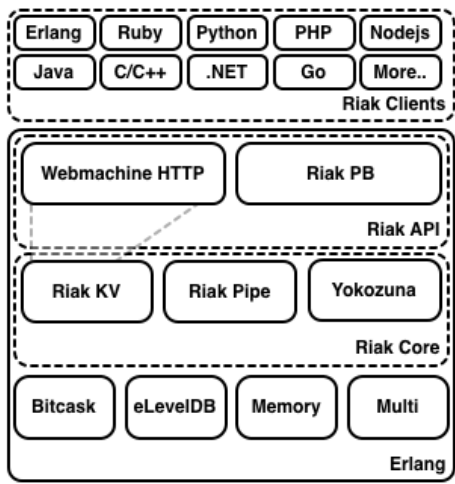 Erlang Ruby Python PHP Nodejs
Java C/C++ .NET Go More..
Riak Clients
Webmachine HTTP Riak PB
Riak API
Riak KV Riak Pipe Yokozuna
Riak Core
Bitcask eLevelDB Memory Multi
Erlang